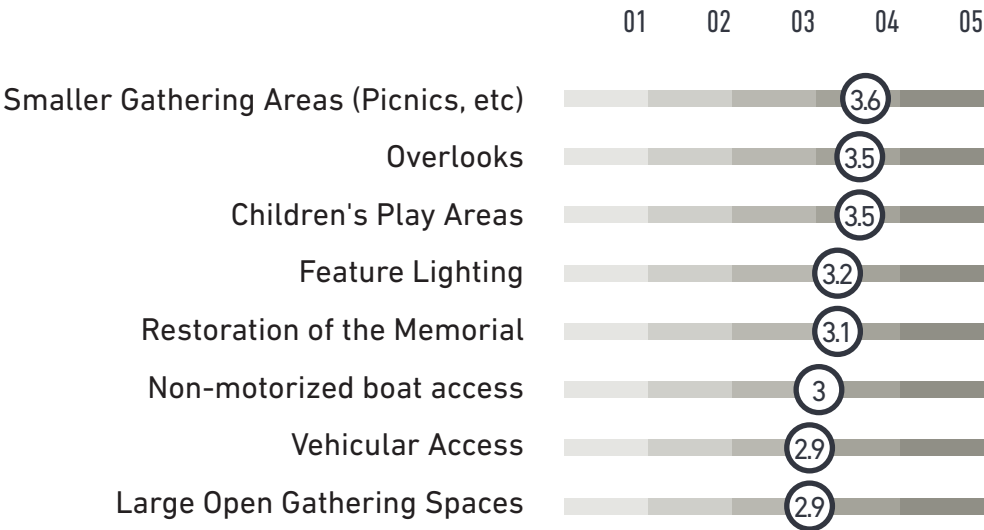 01 02 03 04 05
Smaller Gathering Areas (Picnics, etc) 3.6
Overlooks 3.5
Children's Play Areas 3.5
Feature Lighting 3.2
Restoration of the Memorial 3.1
Non-motorized boat access 3
Vehicular Access 2.9
Large Open Gathering Spaces 2.9